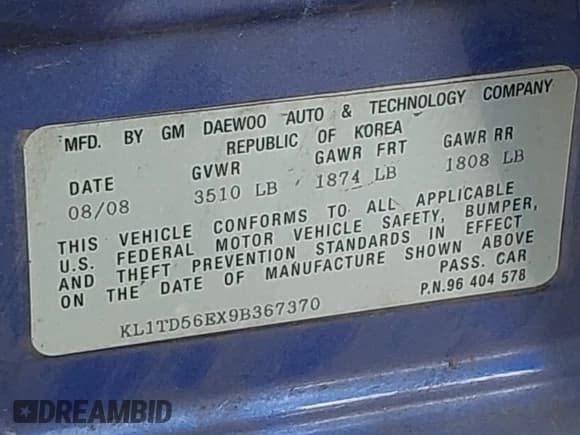 MFD. BY GM DAEWOO AUTO & TECHNOLOGY COMPANY
REPUBLIC OF KOREA
DATE GVWR GAWR FRT GAWR RR
08/08 3510 LB 1874 LB 1808 LB
THIS VEHICLE CONFORMS TO ALL APPLICABLE
U.S. FEDERAL MOTOR VEHICLE SAFETY, BUMPER,
AND THEFT PREVENTION STANDARDS IN EFFECT
ON THE DATE OF MANUFACTURE SHOWN ABOVE
PASS. CAR
KL1TD56EX9B367370 P.N.96 404 578
DREAMBID